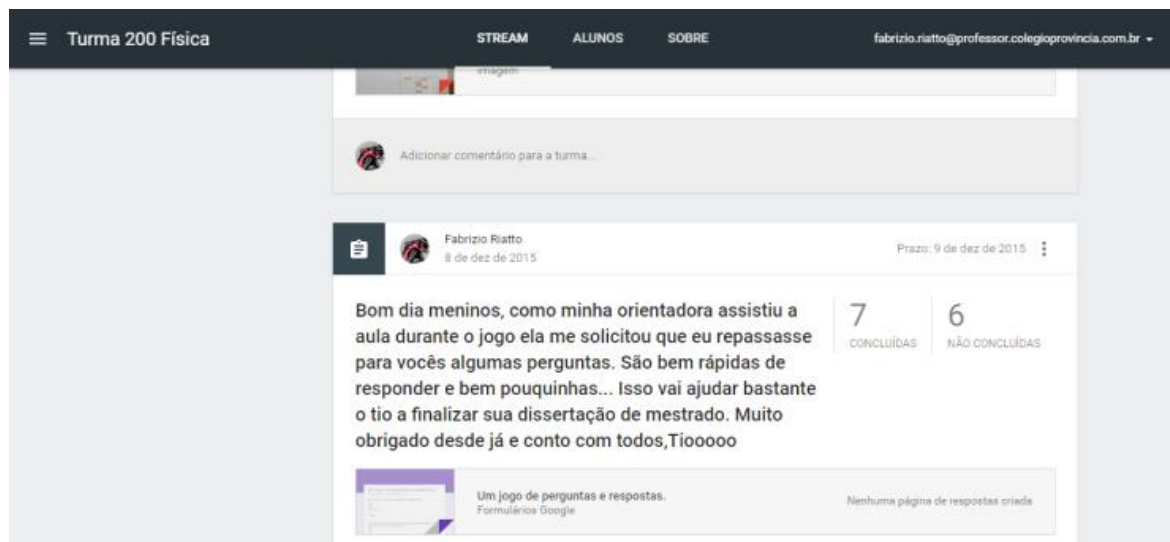 Turma 200 Física
STREAM ALUNOS SOBRE
fabrizio.riatto@professor.colegioprovincia.com.br
imagem
Adicionar comentário para a turma...
Fabrizio Riatto
8 de dez de 2015
Prazo: 9 de dez de 2015
Bom dia meninos, como minha orientadora assistiu a
aula durante o jogo ela me solicitou que eu repassasse
para vocês algumas perguntas. São bem rápidas de
responder e bem pouquinhas... Isso vai ajudar bastante
o tio a finalizar sua dissertação de mestrado. Muito
obrigado desde já e conto com todos,Tiooooo
7
CONCLUÍDAS
6
NÃO CONCLUÍDAS
Um jogo de perguntas e respostas.
Formulários Google
Nenhuma página de respostas criada